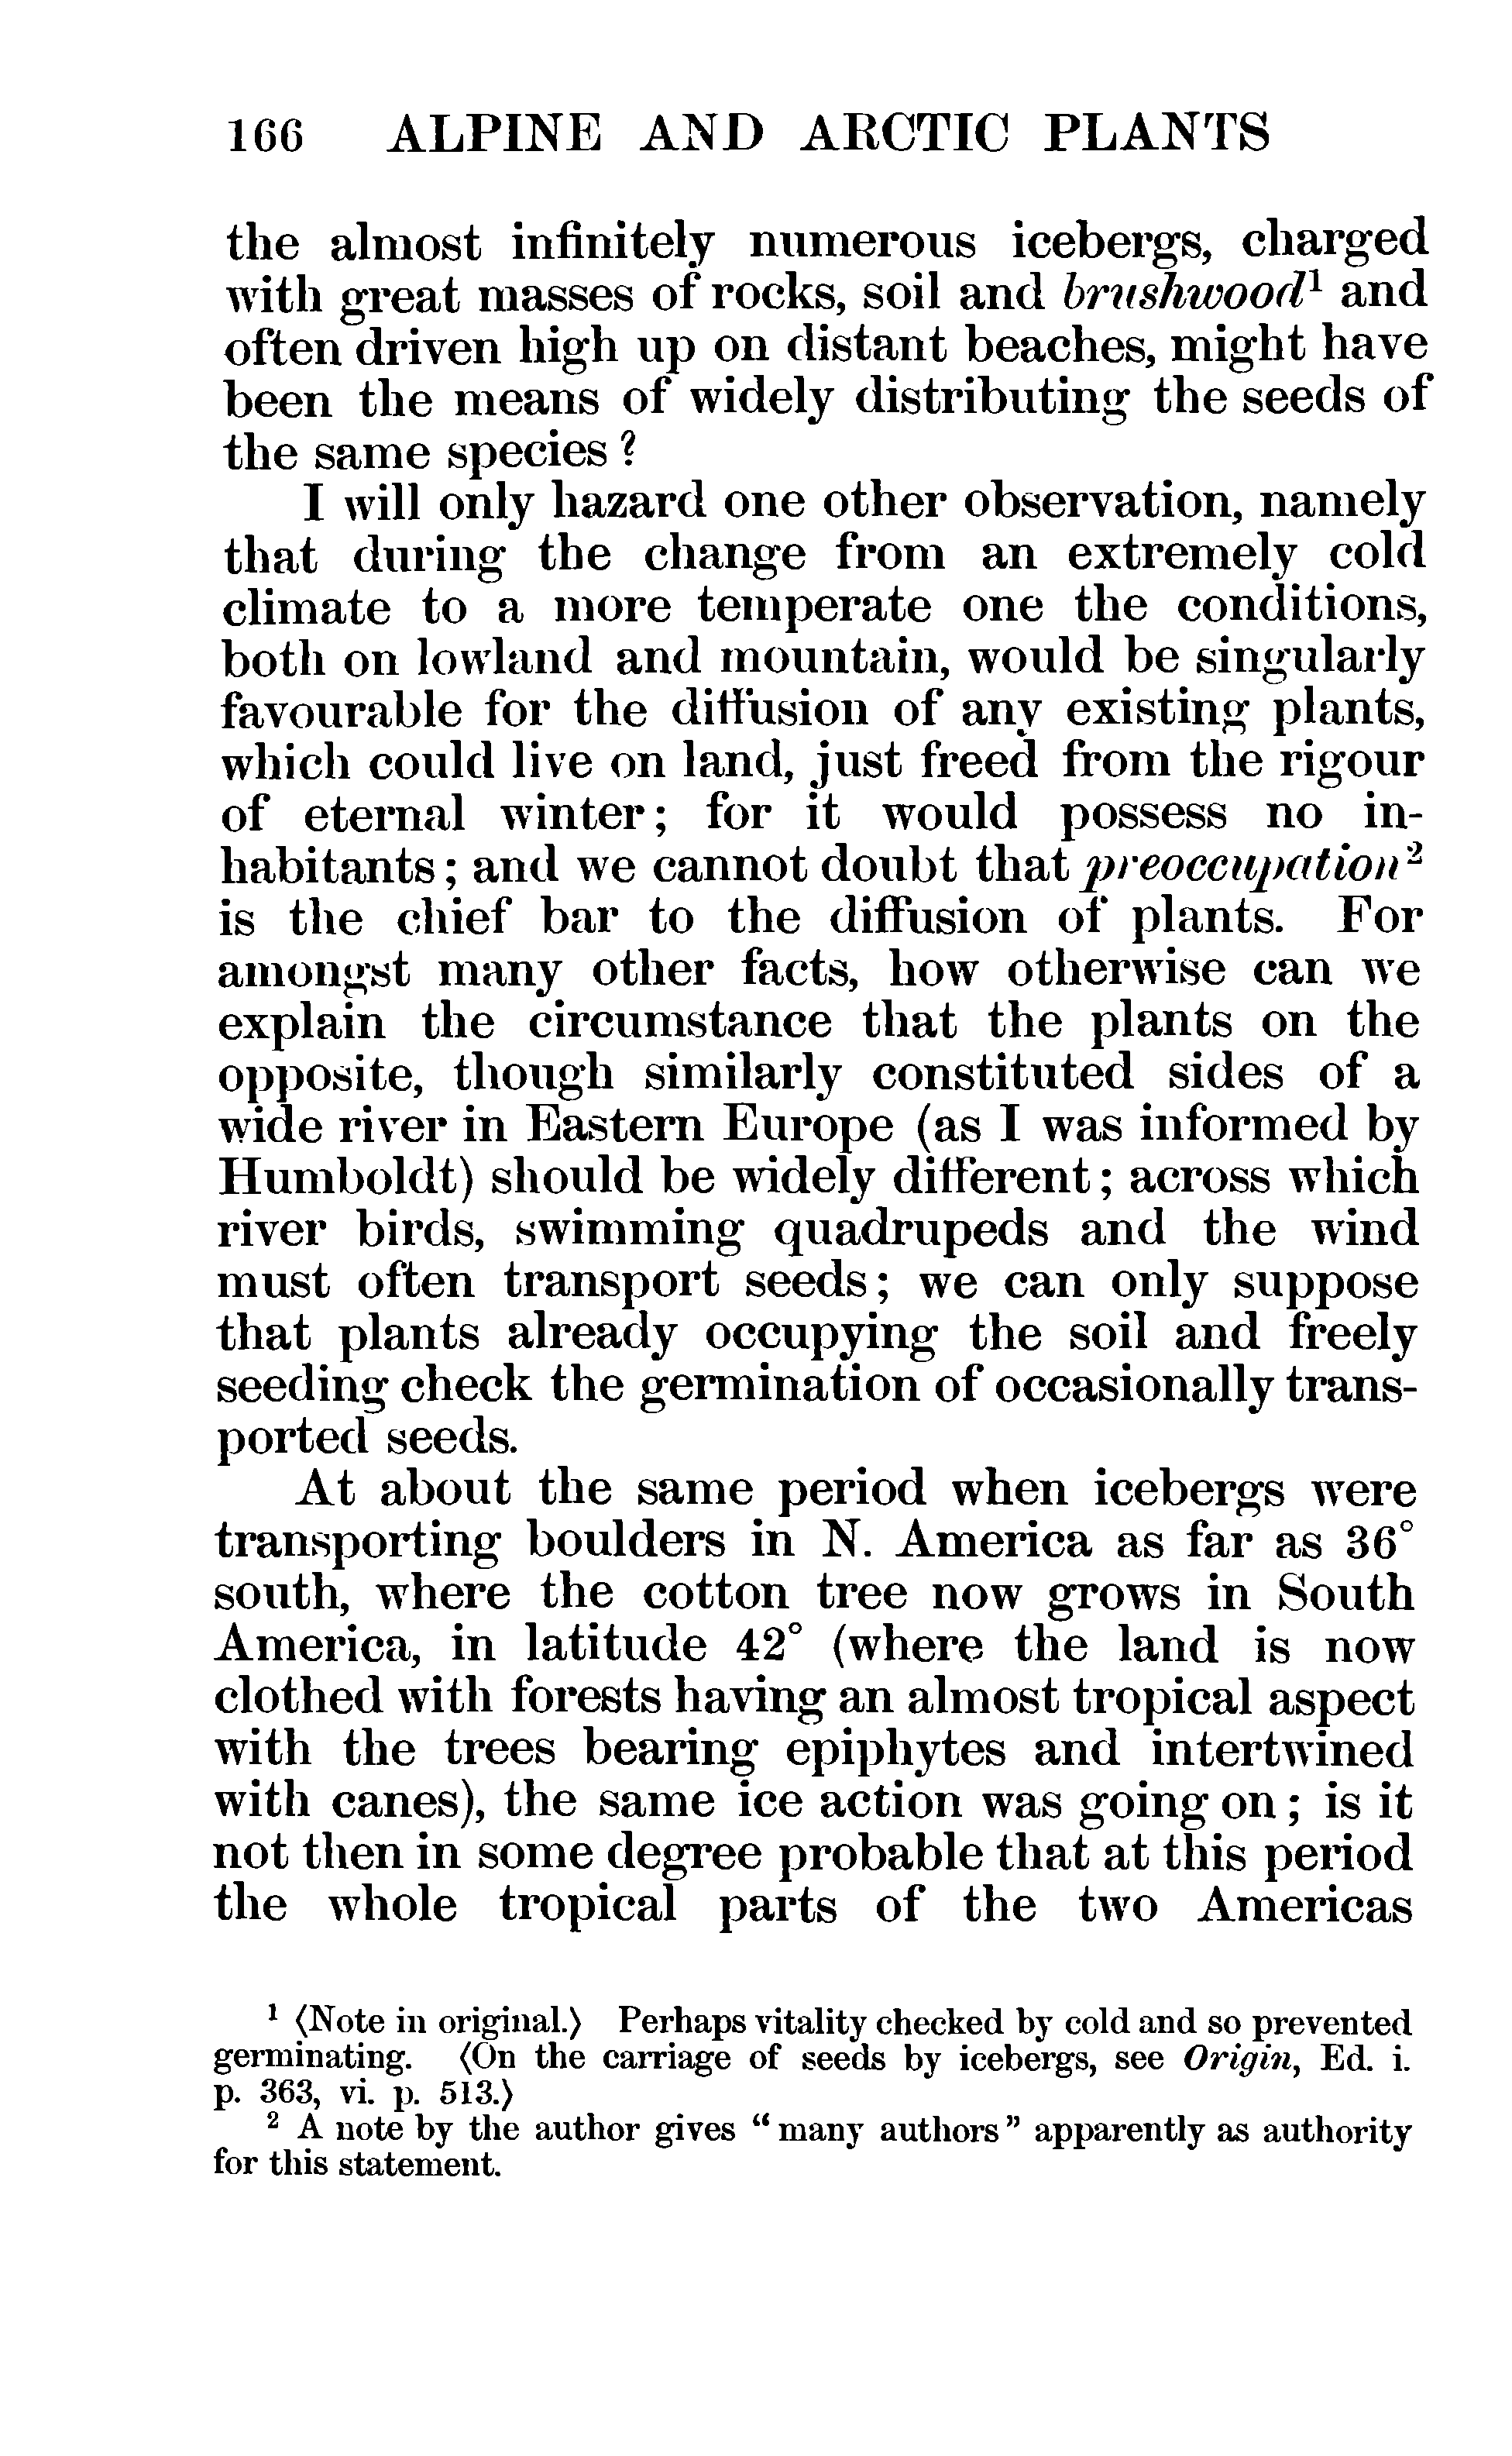 166 ALPINE AND ARCTIC PLANTS
the almost infinitely numerous icebergs, charged
with great masses of rocks, soil and brushwood¹ and
often driven high up on distant beaches, might have
been the means of widely distributing the seeds of
the same species ?
I will only hazard one other observation, namely
that during the change from an extremely cold
climate to a more temperate one the conditions,
both on lowland and mountain, would be singularly
favourable for the diffusion of any existing plants,
which could live on land, just freed from the rigour
of eternal winter; for it would possess no in-
habitants; and we cannot doubt that preoccupation²
is the chief bar to the diffusion of plants. For
amongst many other facts, how otherwise can we
explain the circumstance that the plants on the
opposite, though similarly constituted sides of a
wide river in Eastern Europe (as I was informed by
Humboldt) should be widely different; across which
river birds, swimming quadrupeds and the wind
must often transport seeds; we can only suppose
that plants already occupying the soil and freely
seeding check the germination of occasionally trans-
ported seeds.
At about the same period when icebergs were
transporting boulders in N. America as far as 36°
south, where the cotton tree now grows in South
America, in latitude 42° (where the land is now
clothed with forests having an almost tropical aspect
with the trees bearing epiphytes and intertwined
with canes), the same ice action was going on; is it
not then in some degree probable that at this period
the whole tropical parts of the two Americas
¹ ⟨Note in original.⟩ Perhaps vitality checked by cold and so prevented
germinating. ⟨On the carriage of seeds by icebergs, see Origin, Ed. i.
p. 363, vi. p. 513.⟩
² A note by the author gives “many authors” apparently as authority
for this statement.